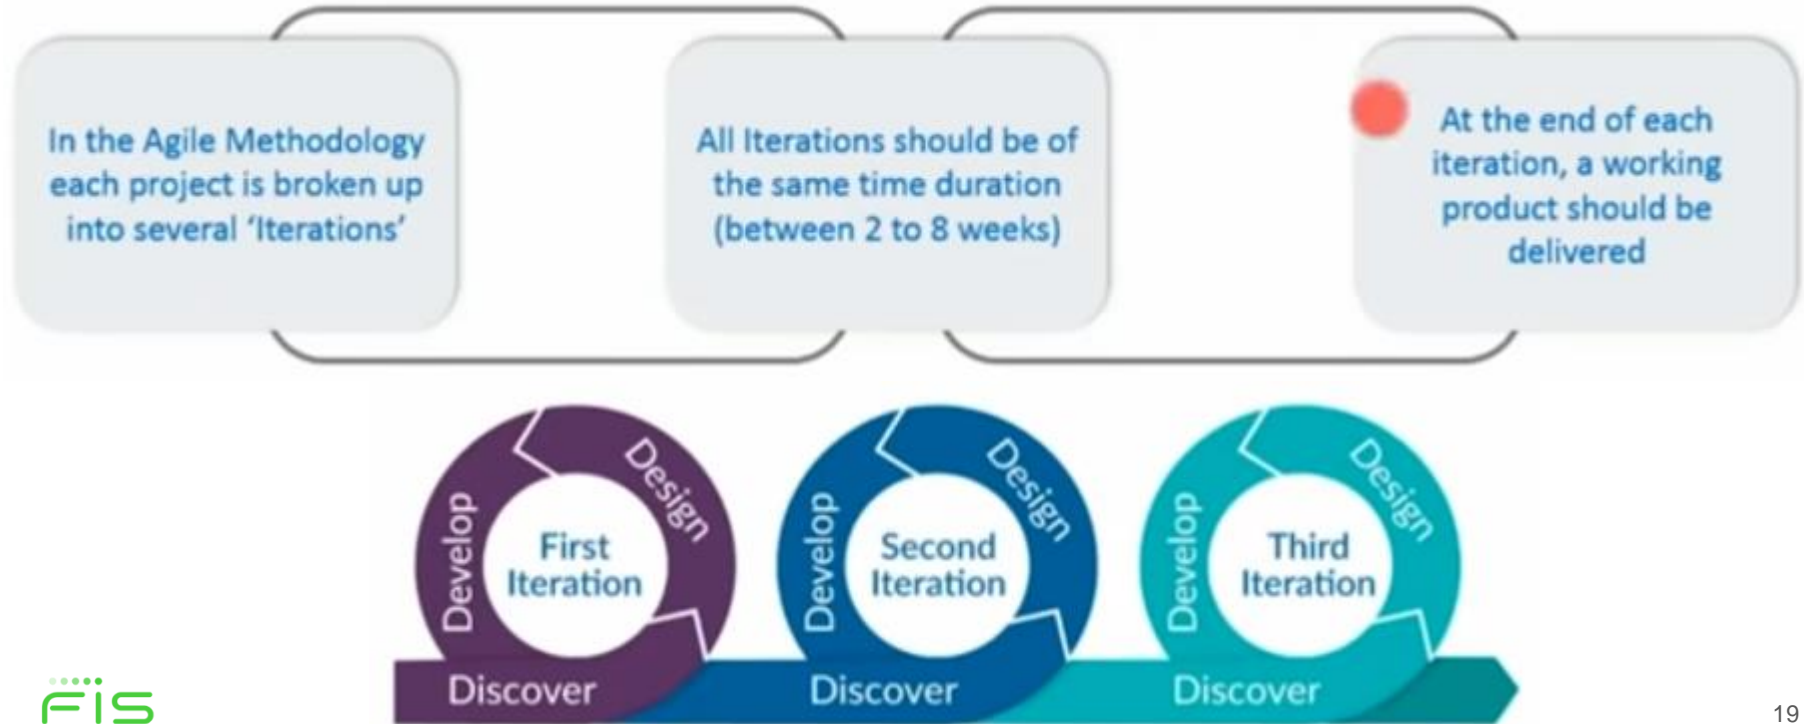 In the Agile Methodology
each project is broken up
into several ‘Iterations’
All Iterations should be of
the same time duration
(between 2 to 8 weeks)
At the end of each
iteration, a working
product should be
delivered
Develop
Design
First
Iteration
Discover
Develop
Design
Second
Iteration
Discover
Develop
Design
Third
Iteration
Discover
FIS
19